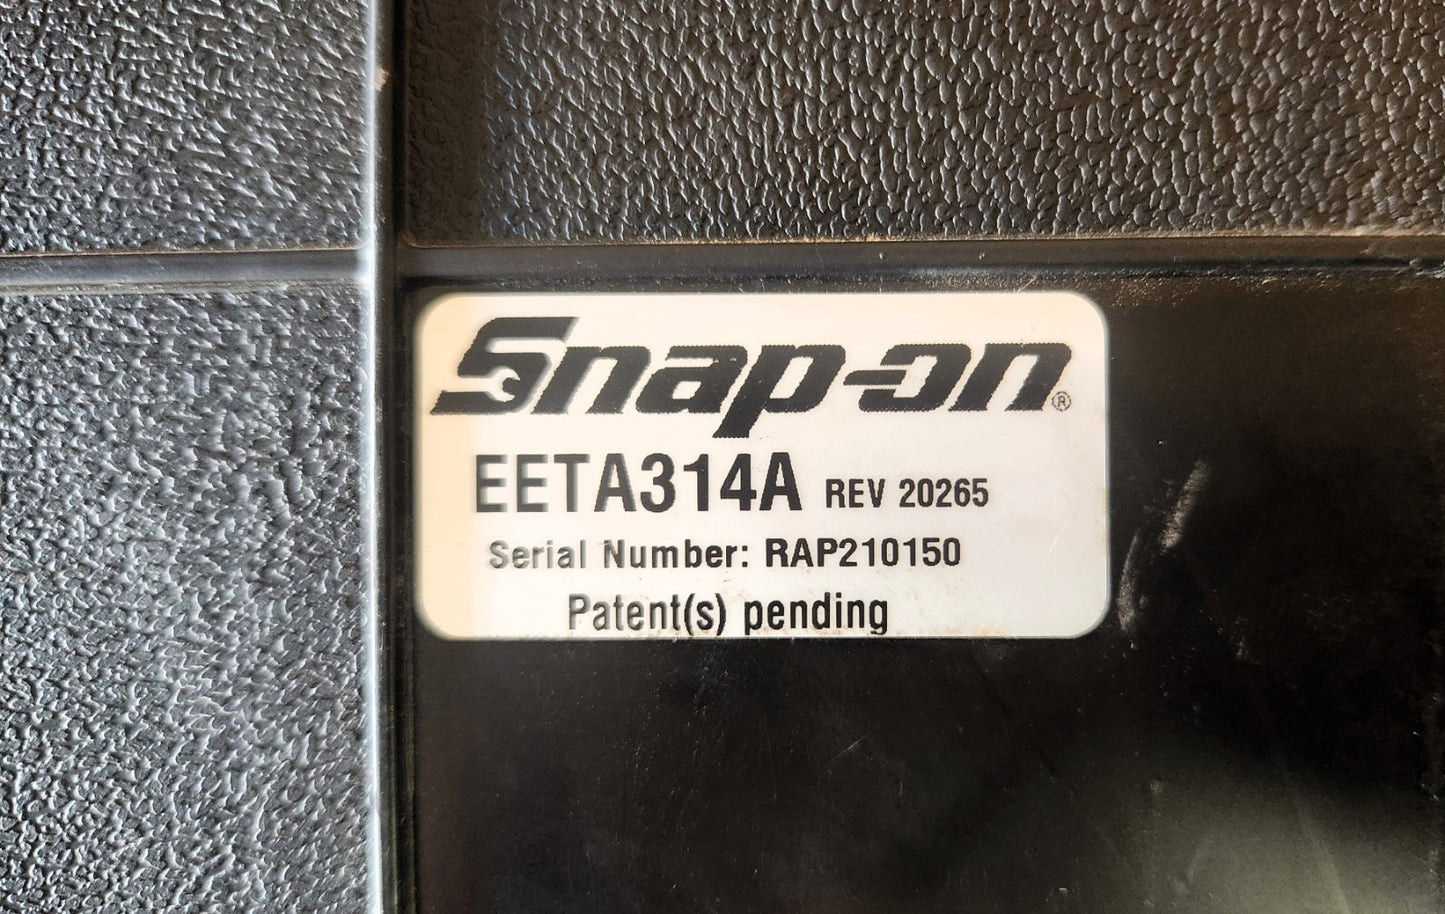 Snap-on®
EETA314A REV 20265
Serial Number: RAP210150
Patent(s) pending